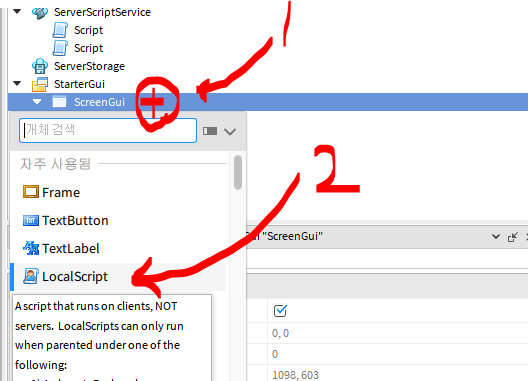 ServerScriptService
Script
Script
ServerStorage
StarterGui
ScreenGui
1
개체 검색
자주 사용됨
Frame
TextButton
TextLabel
LocalScript
2
"ScreenGui"
A script that runs on clients, NOT
servers. LocalScripts can only run
when parented under one of the
following:
0, 0
0
1098, 603